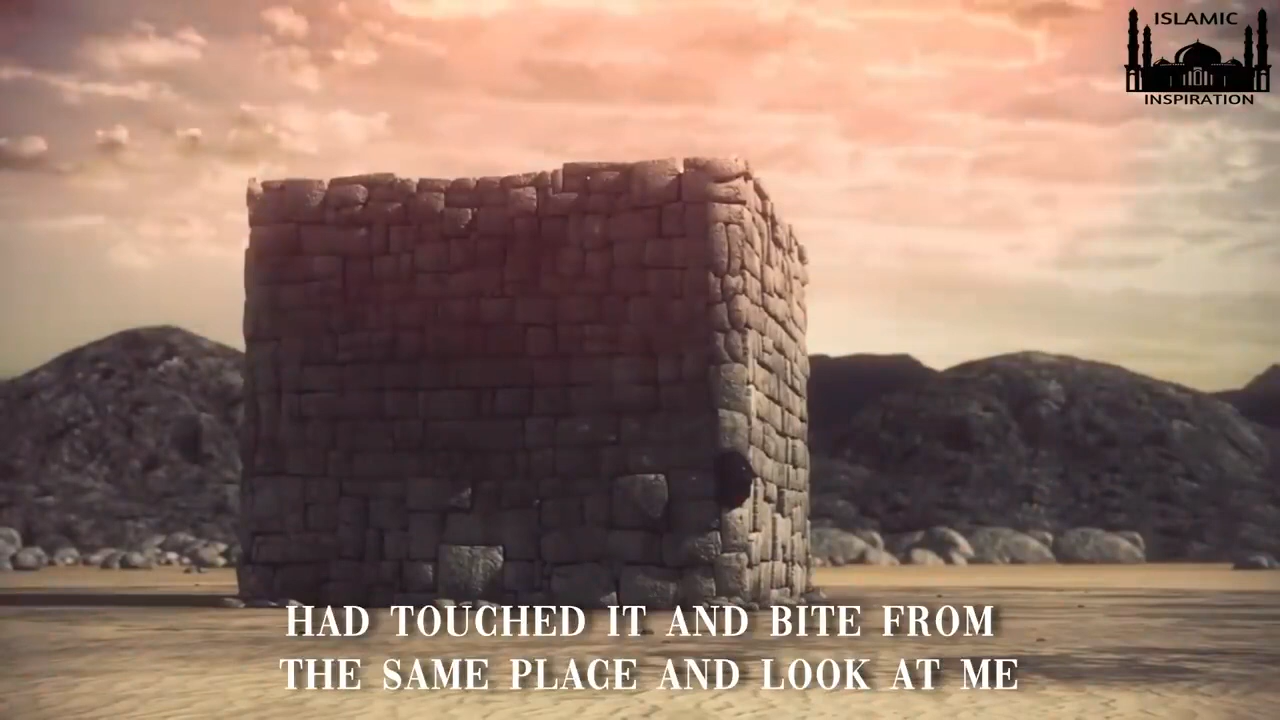 ISLAMIC
INSPIRATION
HAD TOUCHED IT AND BITE FROM
THE SAME PLACE AND LOOK AT ME